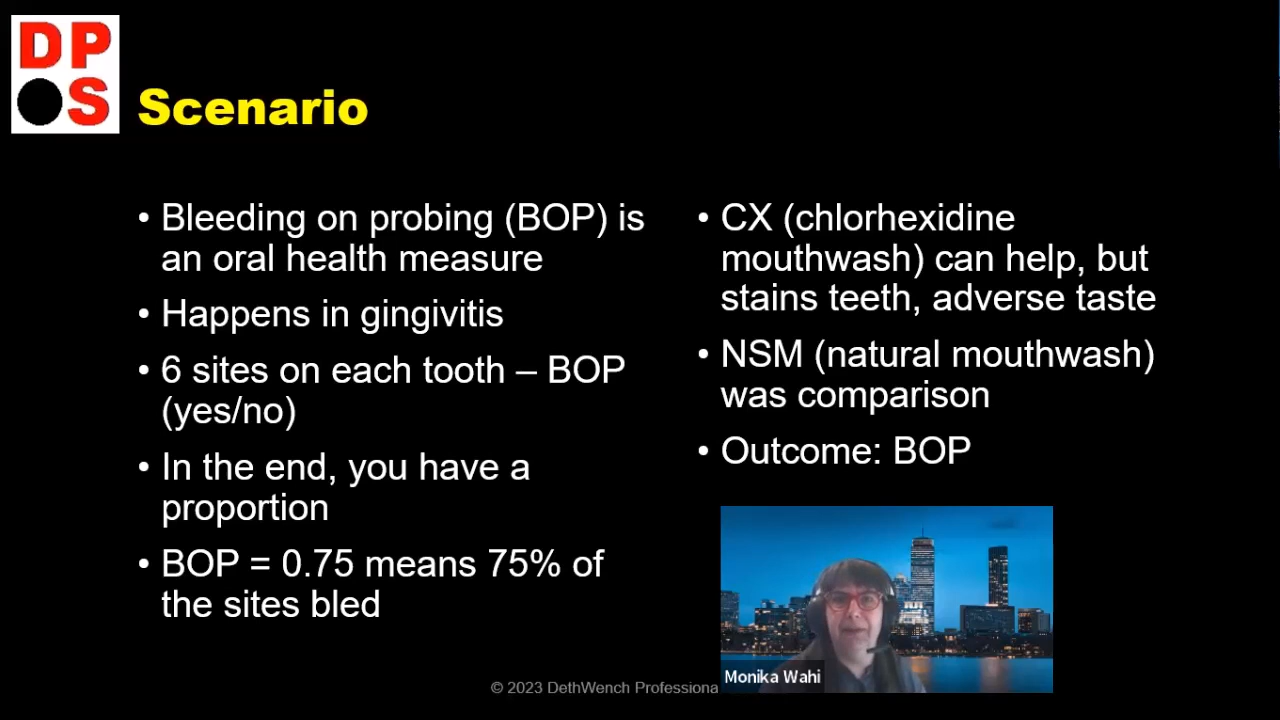 DP
S
Scenario
• Bleeding on probing (BOP) is
an oral health measure
• Happens in gingivitis
• 6 sites on each tooth – BOP
(yes/no)
• In the end, you have a
proportion
• BOP = 0.75 means 75% of
the sites bled
• CX (chlorhexidine
mouthwash) can help, but
stains teeth, adverse taste
• NSM (natural mouthwash)
was comparison
• Outcome: BOP
Monika Wahi
© 2023 DethWench Professiona